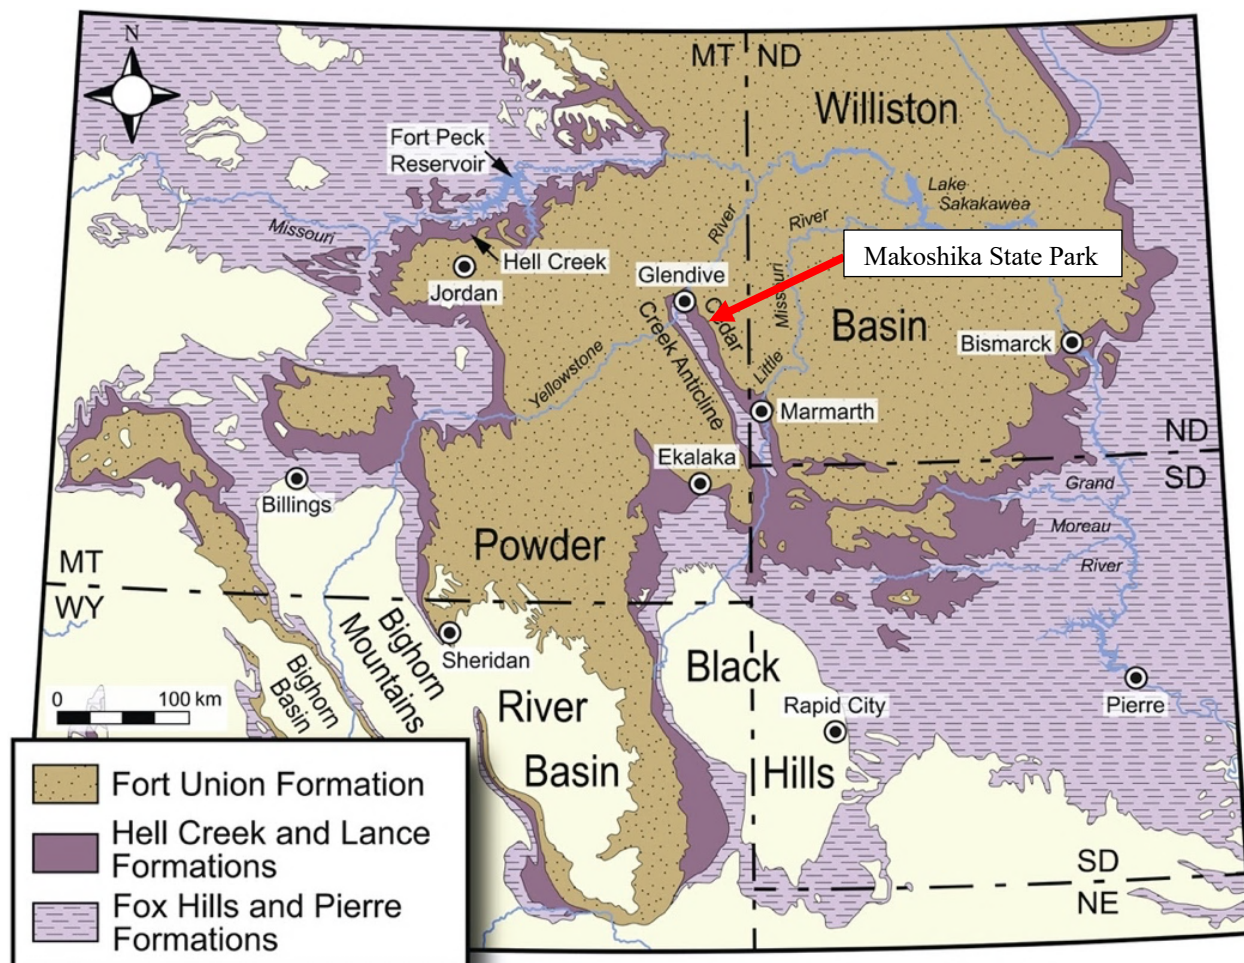 N
MT
ND
Williston
Fort Peck
Reservoir
Lake
Sakakawea
River
River
Missouri
Makoshika State Park
Hell Creek
Glendive
Jordan
Cedar
Creek Anticline
Missouri
Basin
Bismarck
Little
Yellowstone
Marmarth
ND
SD
Ekalaka
Billings
Grand
Moreau
River
Powder
MT
WY
Bighorn
Mountains
Sheridan
Black
Bighorn
Basin
0
100 km
River
Rapid City
Pierre
Basin
Hills
Fort Union Formation
Hell Creek and Lance
Formations
Fox Hills and Pierre
Formations
SD
NE